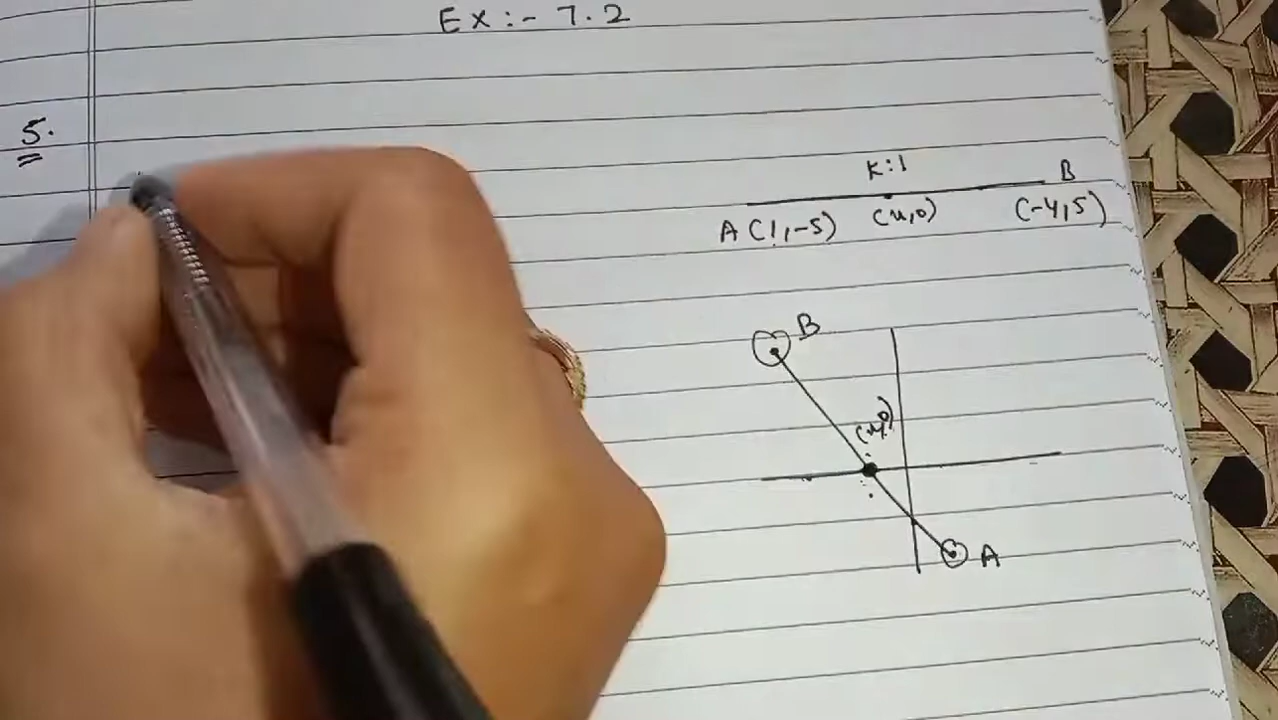 Ex :- 7.2
5.
K:1
B
A (1,-5) (x,0) (-4,5)
B
(x,0)
A